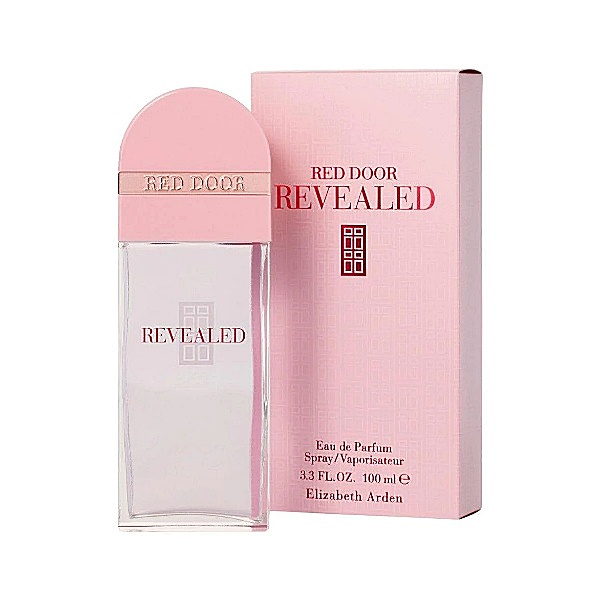 RED DOOR
REVEALED
RED DOOR
REVEALED
Eau de Parfum
Spray/Vaporisateur
3.3 FL.OZ. 100 ml ℮
Elizabeth Arden